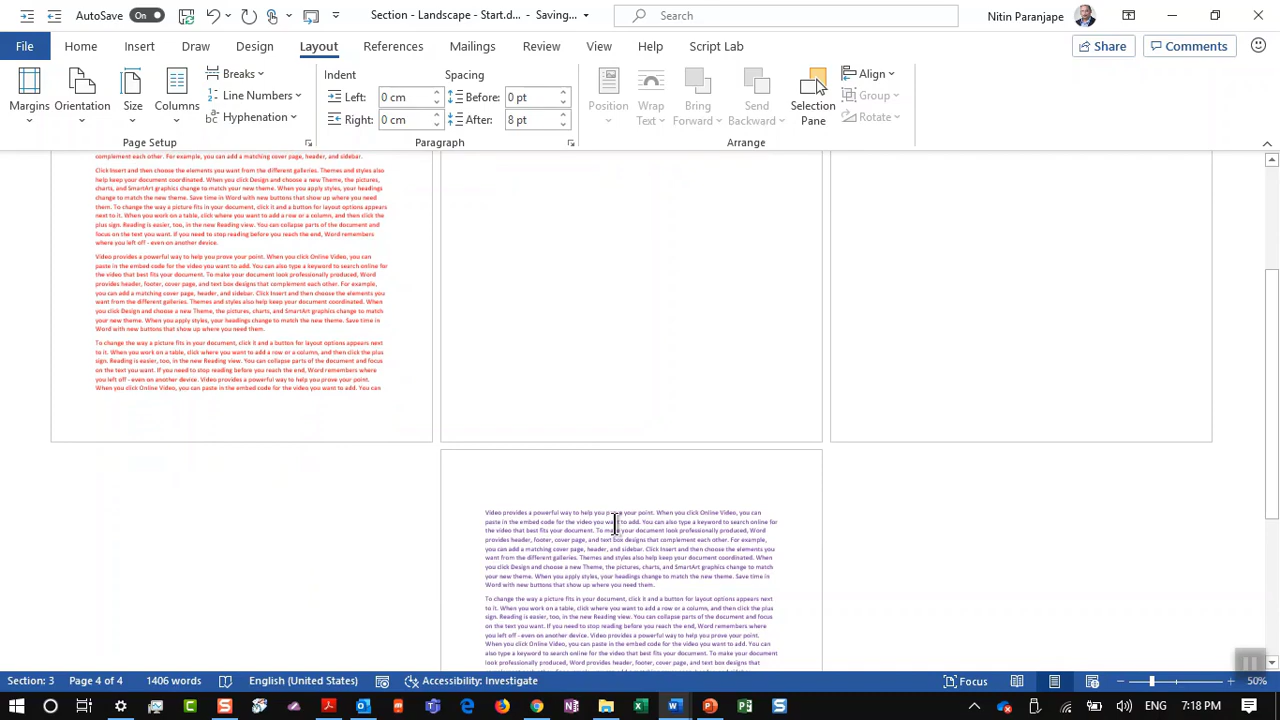 AutoSave On Section - Landscape - Start.d... - Saving... Search Nitin Paranjape
File Home Insert Draw Design Layout References Mailings Review View Help Script Lab Share Comments
Margins Orientation Size Columns Breaks Line Numbers Hyphenation
Indent Spacing
Left: 0 cm Before: 0 pt
Right: 0 cm After: 8 pt
Position Wrap Text Bring Forward Send Backward Selection Pane Align Group Rotate
Page Setup Paragraph Arrange
complement each other. For example, you can add a matching cover page, header, and sidebar.
Click Insert and then choose the elements you want from the different galleries. Themes and styles also
help keep your document coordinated. When you click Design and choose a new Theme, the pictures,
charts, and SmartArt graphics change to match your new theme. When you apply styles, your headings
change to match the new theme. Save time in Word with new buttons that show up where you need
them. To change the way a picture fits in your document, click it and a button for layout options appears
next to it. When you work on a table, click where you want to add a row or a column, and then click the
plus sign. Reading is easier, too, in the new Reading view. You can collapse parts of the document and
focus on the text you want. If you need to stop reading before you reach the end, Word remembers
where you left off - even on another device.
Video provides a powerful way to help you prove your point. When you click Online Video, you can
paste in the embed code for the video you want to add. You can also type a keyword to search online for
the video that best fits your document. To make your document look professionally produced, Word
provides header, footer, cover page, and text box designs that complement each other. For example,
you can add a matching cover page, header, and sidebar. Click Insert and then choose the elements you
want from the different galleries. Themes and styles also help keep your document coordinated. When
you click Design and choose a new Theme, the pictures, charts, and SmartArt graphics change to match
your new theme. When you apply styles, your headings change to match the new theme. Save time in
Word with new buttons that show up where you need them.
To change the way a picture fits in your document, click it and a button for layout options appears next
to it. When you work on a table, click where you want to add a row or a column, and then click the plus
sign. Reading is easier, too, in the new Reading view. You can collapse parts of the document and focus
on the text you want. If you need to stop reading before you reach the end, Word remembers where
you left off - even on another device. Video provides a powerful way to help you prove your point.
When you click Online Video, you can paste in the embed code for the video you want to add. You can
Video provides a powerful way to help you prove your point. When you click Online Video, you can
paste in the embed code for the video you want to add. You can also type a keyword to search online for
the video that best fits your document. To make your document look professionally produced, Word
provides header, footer, cover page, and text box designs that complement each other. For example,
you can add a matching cover page, header, and sidebar. Click Insert and then choose the elements you
want from the different galleries. Themes and styles also help keep your document coordinated. When
you click Design and choose a new Theme, the pictures, charts, and SmartArt graphics change to match
your new theme. When you apply styles, your headings change to match the new theme. Save time in
Word with new buttons that show up where you need them.
To change the way a picture fits in your document, click it and a button for layout options appears next
to it. When you work on a table, click where you want to add a row or a column, and then click the plus
sign. Reading is easier, too, in the new Reading view. You can collapse parts of the document and focus
on the text you want. If you need to stop reading before you reach the end, Word remembers where
you left off - even on another device. Video provides a powerful way to help you prove your point.
When you click Online Video, you can paste in the embed code for the video you want to add. You can
also type a keyword to search online for the video that best fits your document. To make your document
look professionally produced, Word provides header, footer, cover page, and text box designs that
Section: 3 Page 4 of 4 1406 words English (United States) Accessibility: Investigate Focus 50%
ENG 7:18 PM